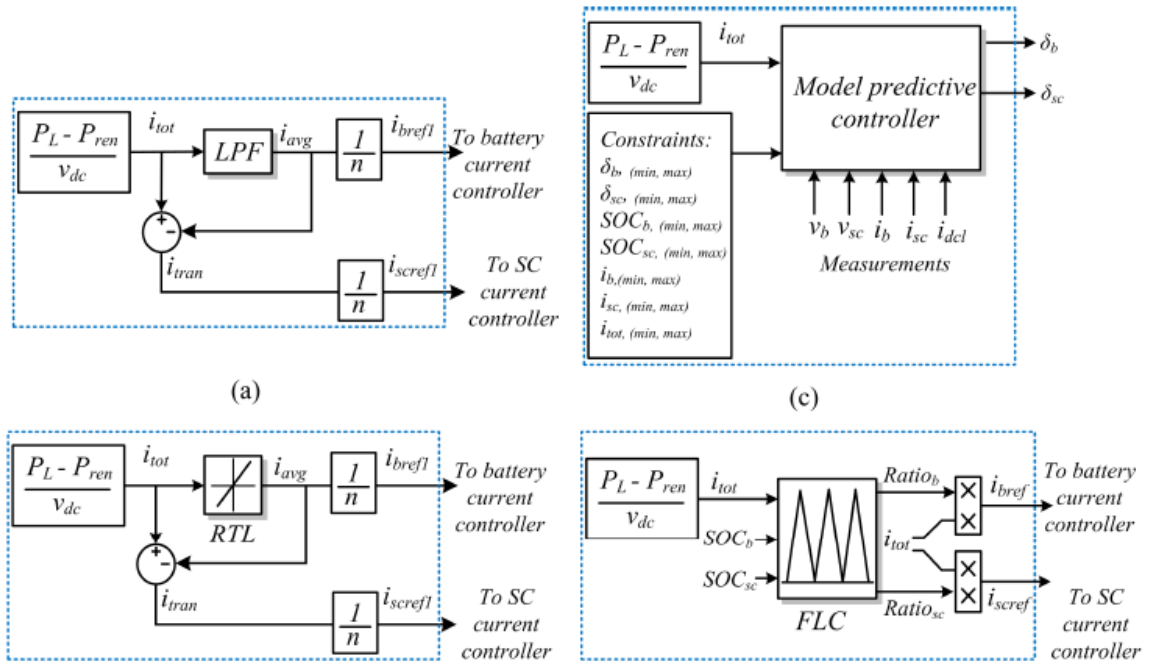 P_L - P_ren
v_dc
i_tot
LPF
i_avg
1
n
i_bref1
To battery
current
controller
+
-
i_tran
1
n
i_scref1
To SC
current
controller
(a)
P_L - P_ren
v_dc
i_tot
Constraints:
δ_b, (min, max)
δ_sc, (min, max)
SOC_b, (min, max)
SOC_sc, (min, max)
i_b,(min, max)
i_sc, (min, max)
i_tot, (min, max)
Model predictive
controller
δ_b
δ_sc
v_b v_sc i_b i_sc i_dcl
Measurements
(c)
P_L - P_ren
v_dc
i_tot
RTL
i_avg
1
n
i_bref1
To battery
current
controller
+
-
i_tran
1
n
i_scref1
To SC
current
controller
P_L - P_ren
v_dc
i_tot
SOC_b
SOC_sc
FLC
Ratio_b
i_tot
Ratio_sc
×
×
×
×
i_bref
i_scref
To battery
current
controller
To SC
current
controller